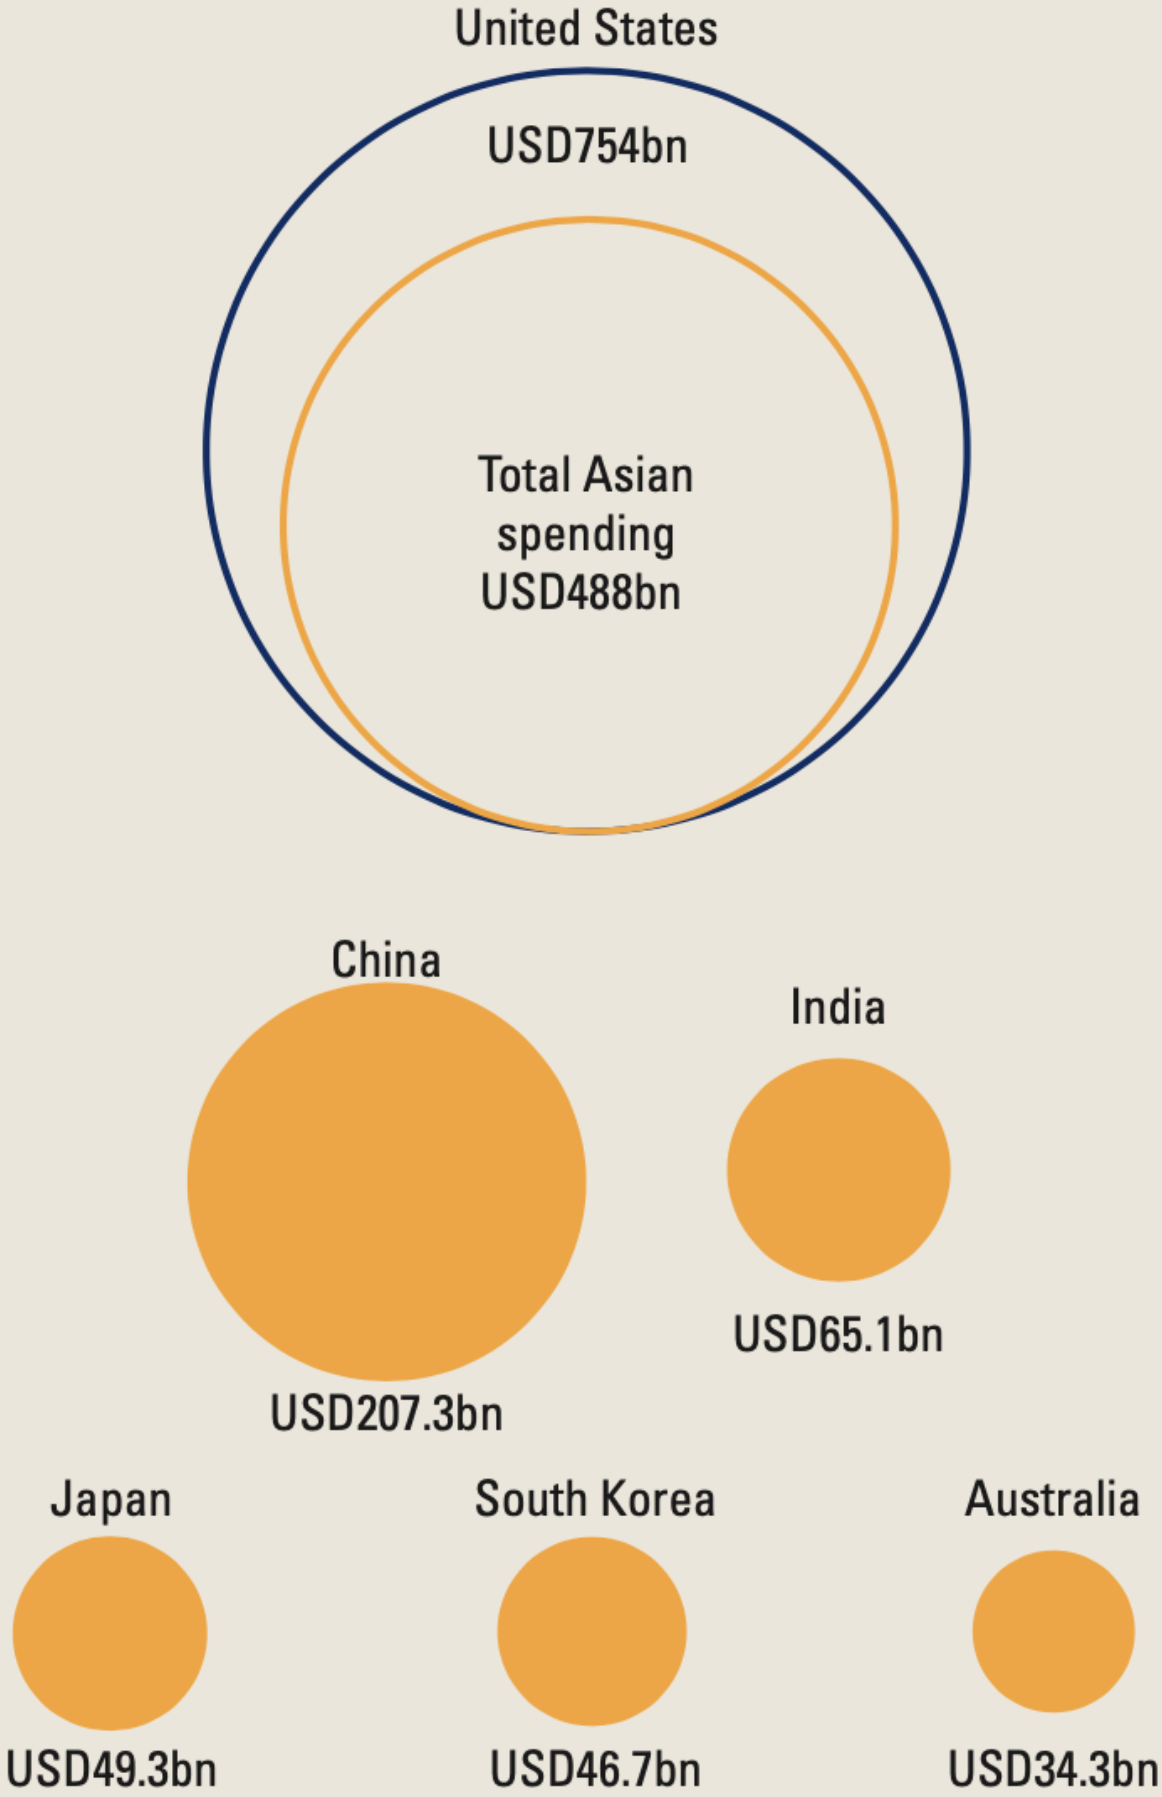 United States
USD754bn
Total Asian
spending
USD488bn
China
India
USD65.1bn
USD207.3bn
Japan
South Korea
Australia
USD49.3bn
USD46.7bn
USD34.3bn